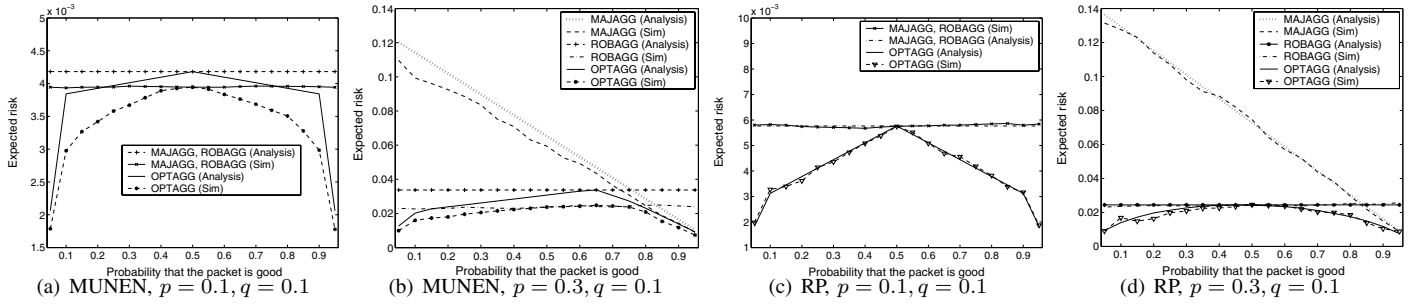 x 10⁻³
5
4.5
4
3.5
3
2.5
2
1.5
Expected risk
MAJAGG, ROBAGG (Analysis)
MAJAGG, ROBAGG (Sim)
OPTAGG (Analysis)
OPTAGG (Sim)
0.1 0.2 0.3 0.4 0.5 0.6 0.7 0.8 0.9
Probability that the packet is good
(a) MUNEN, p = 0.1, q = 0.1
0.14
0.12
0.1
0.08
0.06
0.04
0.02
0
Expected risk
MAJAGG (Analysis)
MAJAGG (Sim)
ROBAGG (Analysis)
ROBAGG (Sim)
OPTAGG (Analysis)
OPTAGG (Sim)
0.1 0.2 0.3 0.4 0.5 0.6 0.7 0.8 0.9
Probability that the packet is good
(b) MUNEN, p = 0.3, q = 0.1
x 10⁻³
10
9
8
7
6
5
4
3
2
1
Expected risk
MAJAGG, ROBAGG (Sim)
MAJAGG, ROBAGG (Analysis)
OPTAGG (Analysis)
OPTAGG (Sim)
0.1 0.2 0.3 0.4 0.5 0.6 0.7 0.8 0.9
Probability that the packet is good
(c) RP, p = 0.1, q = 0.1
0.14
0.12
0.1
0.08
0.06
0.04
0.02
0
Expected risk
MAJAGG (Analysis)
MAJAGG (Sim)
ROBAGG (Analysis)
ROBAGG (Sim)
OPTAGG (Analysis)
OPTAGG (Sim)
0.1 0.2 0.3 0.4 0.5 0.6 0.7 0.8 0.9
Probability that the packet is good
(d) RP, p = 0.3, q = 0.1